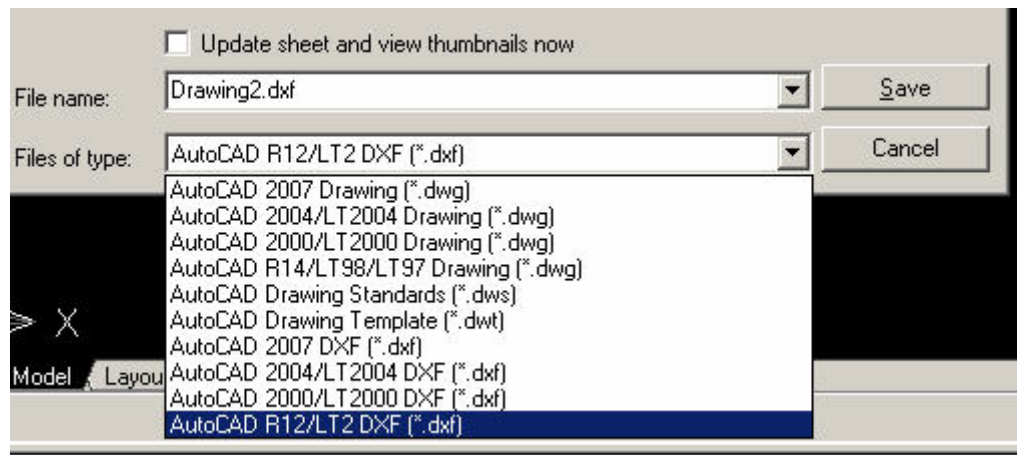 Update sheet and view thumbnails now
File name:
Drawing2.dxf
Save
Files of type:
AutoCAD R12/LT2 DXF (*.dxf)
Cancel
AutoCAD 2007 Drawing (*.dwg)
AutoCAD 2004/LT2004 Drawing (*.dwg)
AutoCAD 2000/LT2000 Drawing (*.dwg)
AutoCAD R14/LT98/LT97 Drawing (*.dwg)
AutoCAD Drawing Standards (*.dws)
AutoCAD Drawing Template (*.dwt)
AutoCAD 2007 DXF (*.dxf)
AutoCAD 2004/LT2004 DXF (*.dxf)
AutoCAD 2000/LT2000 DXF (*.dxf)
AutoCAD R12/LT2 DXF (*.dxf)
X
Model
Layou